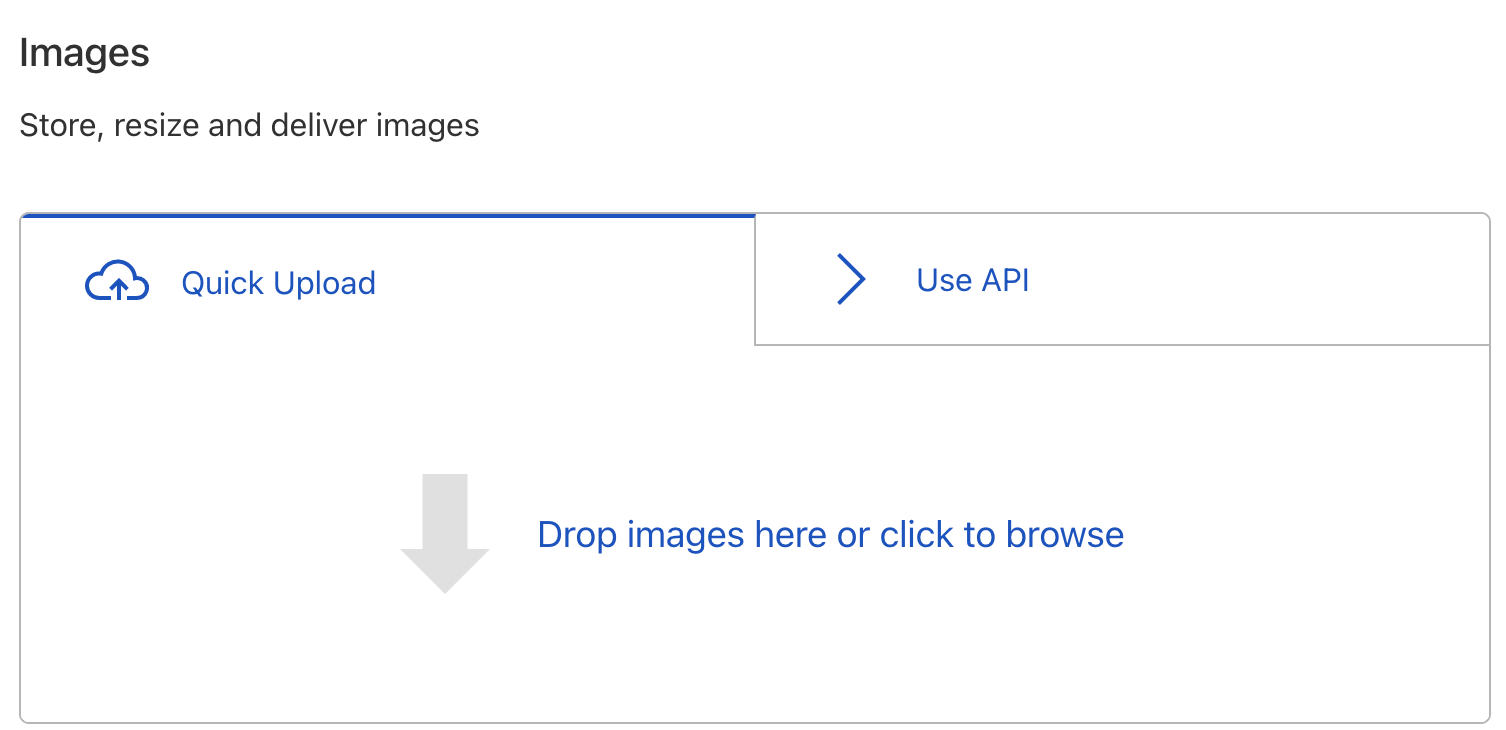 Images
Store, resize and deliver images
Quick Upload
Use API
Drop images here or click to browse